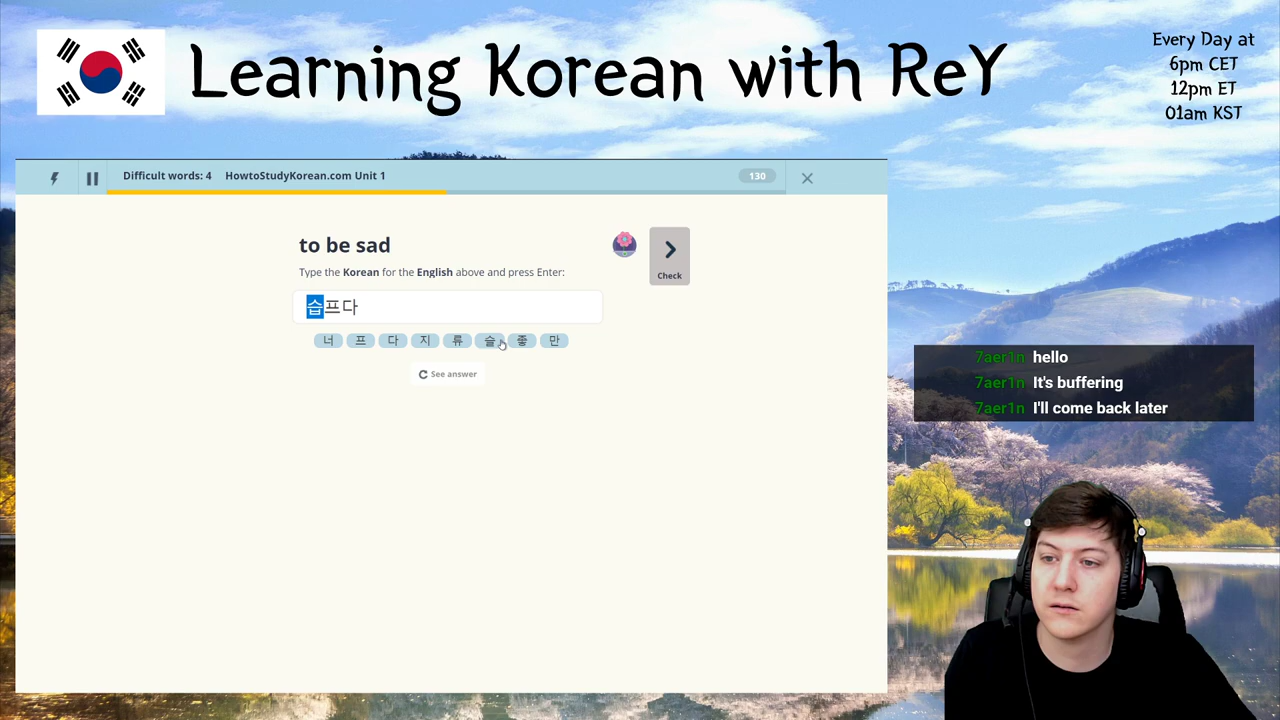 Learning Korean with ReY
Every Day at
6pm CET
12pm ET
01am KST
Difficult words: 4 HowtoStudyKorean.com Unit 1
130
to be sad
Type the Korean for the English above and press Enter:
Check
습프다
너 프 다 지 류 슬 좋 만
See answer
7aer1n hello
7aer1n It's buffering
7aer1n I'll come back later